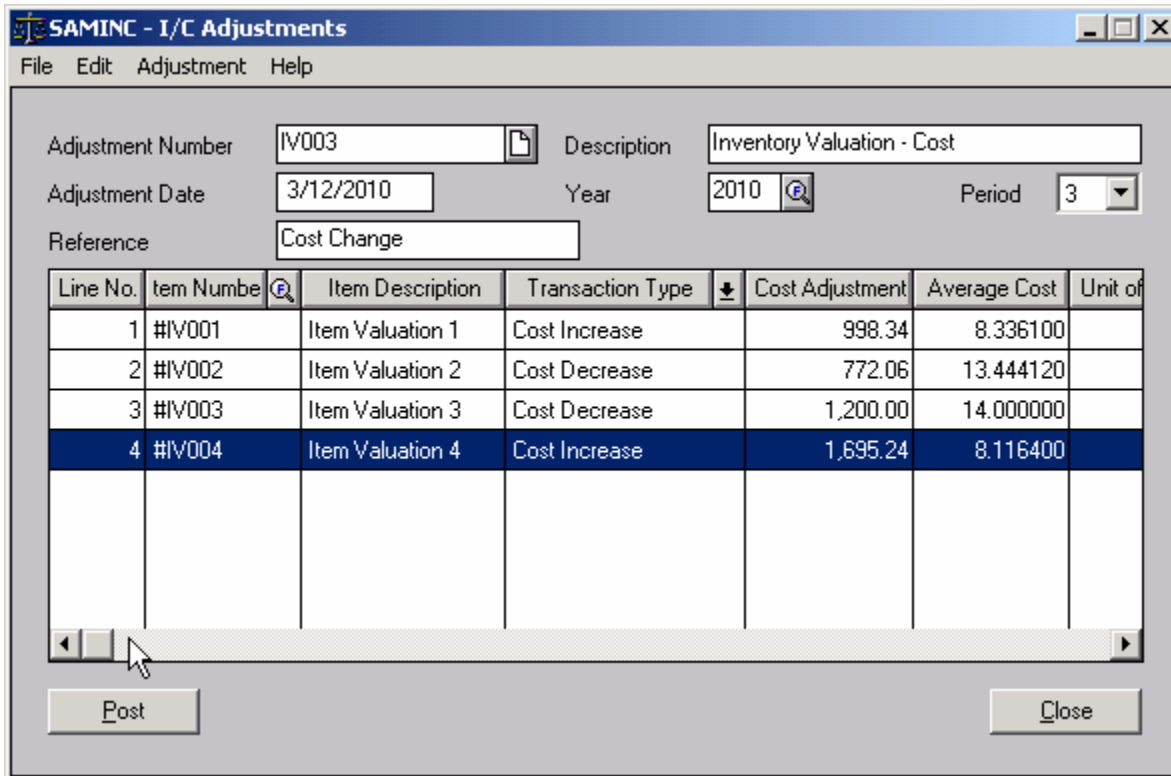 SAMINC - I/C Adjustments
File Edit Adjustment Help
Adjustment Number IV003 Description Inventory Valuation - Cost
Adjustment Date 3/12/2010 Year 2010 Period 3
Reference Cost Change
Line No. tem Numbe Item Description Transaction Type Cost Adjustment Average Cost Unit of
1 #IV001 Item Valuation 1 Cost Increase 998.34 8.336100
2 #IV002 Item Valuation 2 Cost Decrease 772.06 13.444120
3 #IV003 Item Valuation 3 Cost Decrease 1,200.00 14.000000
4 #IV004 Item Valuation 4 Cost Increase 1,695.24 8.116400
Post Close